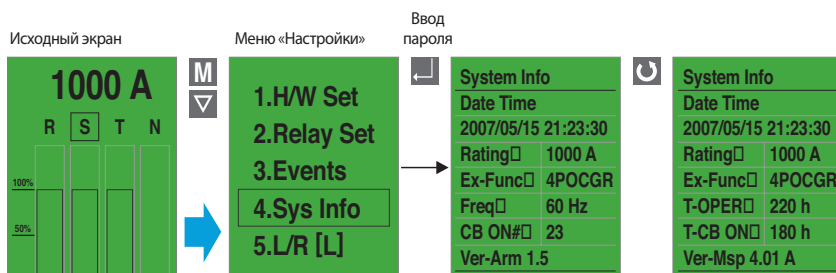 Исходный экран
Меню «Настройки»
Ввод
пароля
1000 A
R S T N
100%
50%
M
1.H/W Set
2.Relay Set
3.Events
4.Sys Info
5.L/R [L]
System Info
Date Time
2007/05/15 21:23:30
Rating□ 1000 A
Ex-Func□ 4POCGR
Freq□ 60 Hz
CB ON#□ 23
Ver-Arm 1.5
System Info
Date Time
2007/05/15 21:23:30
Rating□ 1000 A
Ex-Func□ 4POCGR
T-OPER□ 220 h
T-CB ON□ 180 h
Ver-Msp 4.01 A